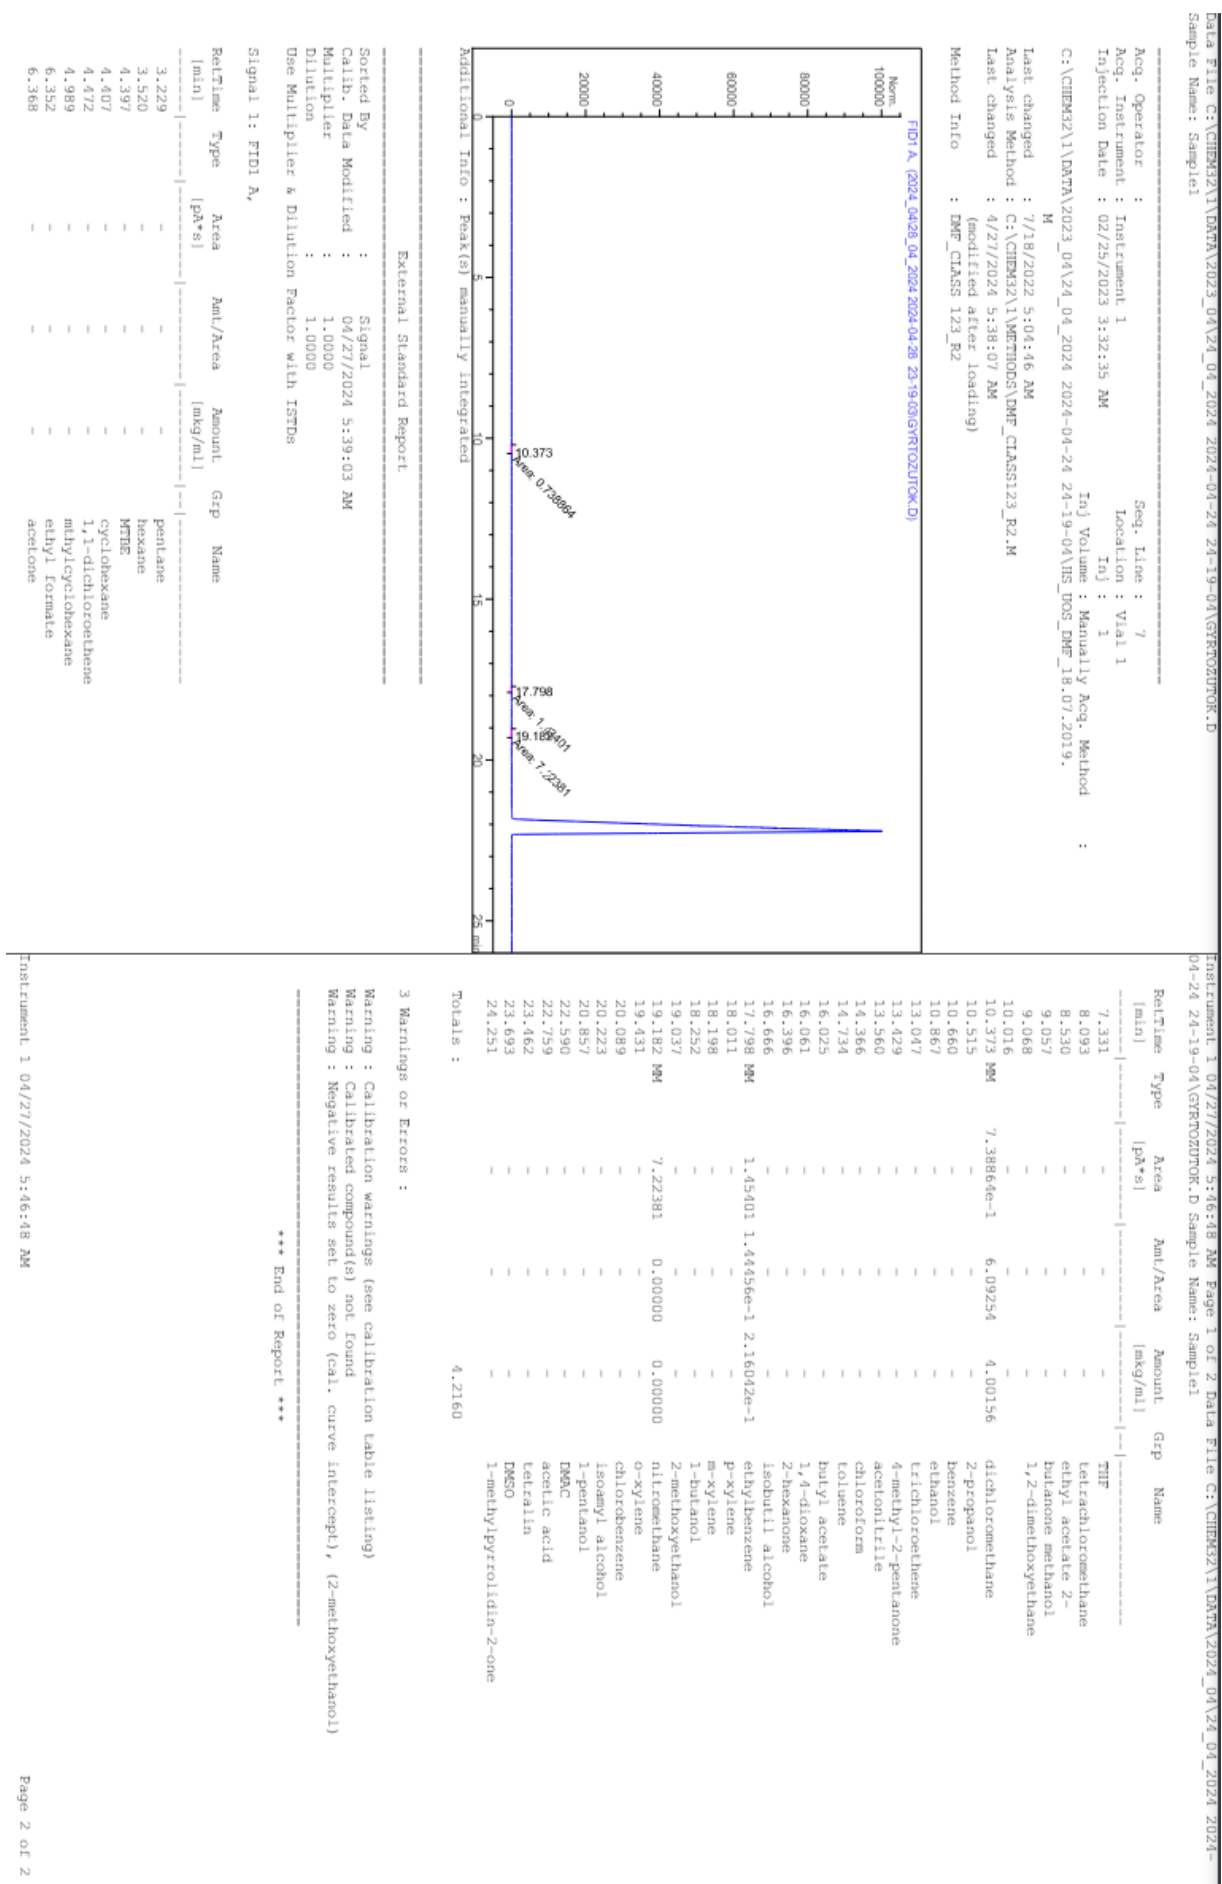 Data File C:\CHEM32\1\DATA\2023_04\24_04_2024 2024-04-24 24-19-04\GYRTOZUTOK.D
Sample Name: Sample1
Acq. Operator :
Seq. Line : 7
Acq. Instrument : Instrument 1
Location : Vial 1
Injection Date : 02/25/2023 3:32:35 AM
Inj : 1
Inj Volume : Manually Acq. Method :
C:\CHEM32\1\DATA\2023_04\24_04_2024 2024-04-24 24-19-04\HS_UOS_DMF_18.07.2019.
M
Last changed : 7/18/2022 5:04:46 AM
Analysis Method : C:\CHEM32\1\METHODS\DMF_CLASS123_R2.M
Last changed : 4/27/2024 5:38:07 AM
(modified after loading)
Method Info : DMF_CLASS 123_R2
FID1 A, (2024_04\28_04_2024 2024-04-28 23-19-03\GYRTOZUTOK.D)
Norm.
100000
80000
60000
40000
20000
0
10.373
Area: 0.738864
17.798
19.182
Area: 7.22381
0 5 10 15 20 25 min
Additional Info : Peak(s) manually integrated
External Standard Report
Sorted By : Signal
Calib. Data Modified : 04/27/2024 5:39:03 AM
Multiplier : 1.0000
Dilution : 1.0000
Use Multiplier & Dilution Factor with ISTDs
Signal 1: FID1 A,
RetTime Type Area Amt/Area Amount Grp Name
[min] [pA*s] [mkg/ml]
3.229 - - - pentane
3.520 - - - hexane
4.397 - - - MTBE
4.407 - - - cyclohexane
4.472 - - - 1,1-dichloroethene
4.989 - - - mthylcyclohexane
6.352 - - - ethyl formate
6.368 - - - acetone
Instrument 1 04/27/2024 5:46:48 AM Page 1 of 2 Data File C:\CHEM32\1\DATA\2024_04\24_04_2024 2024-
04-24 24-19-04\GYRTOZUTOK.D Sample Name: Sample1
RetTime Type Area Amt/Area Amount Grp Name
[min] [pA*s] [mkg/ml]
7.331 - - - THF
8.093 - - - tetrachloromethane
8.530 - - - ethyl acetate 2-
9.057 - - - butanone methanol
9.068 - - - 1,2-dimethoxyethane
10.016 - - -
10.373 MM 7.38864e-1 6.09254 4.00156 dichloromethane
10.515 - - - 2-propanol
10.660 - - - benzene
10.867 - - - ethanol
13.047 - - - trichloroethene
13.429 - - - 4-methyl-2-pentanone
13.560 - - - acetonitrile
14.366 - - - chloroform
14.734 - - - toluene
16.025 - - - butyl acetate
16.061 - - - 1,4-dioxane
16.396 - - - 2-hexanone
16.666 - - - isobutil alcohol
17.798 MM 1.45401 1.44456e-1 2.16042e-1 ethylbenzene
18.011 - - - p-xylene
18.198 - - - m-xylene
18.252 - - - 1-butanol
19.037 - - - 2-methoxyethanol
19.182 MM 7.22381 0.00000 0.00000 nitromethane
19.431 - - - o-xylene
20.089 - - - chlorobenzene
20.223 - - - isoamyl alcohol
20.857 - - - 1-pentanol
22.590 - - - DMAC
22.759 - - - acetic acid
23.462 - - - tetralin
23.693 - - - DMSO
24.251 - - - 1-methylpyrrolidin-2-one
Totals : 4.2160
3 Warnings or Errors :
Warning : Calibration warnings (see calibration table listing)
Warning : Calibrated compound(s) not found
Warning : Negative results set to zero (cal. curve intercept), (2-methoxyethanol)
*** End of Report ***
Instrument 1 04/27/2024 5:46:48 AM
Page 2 of 2